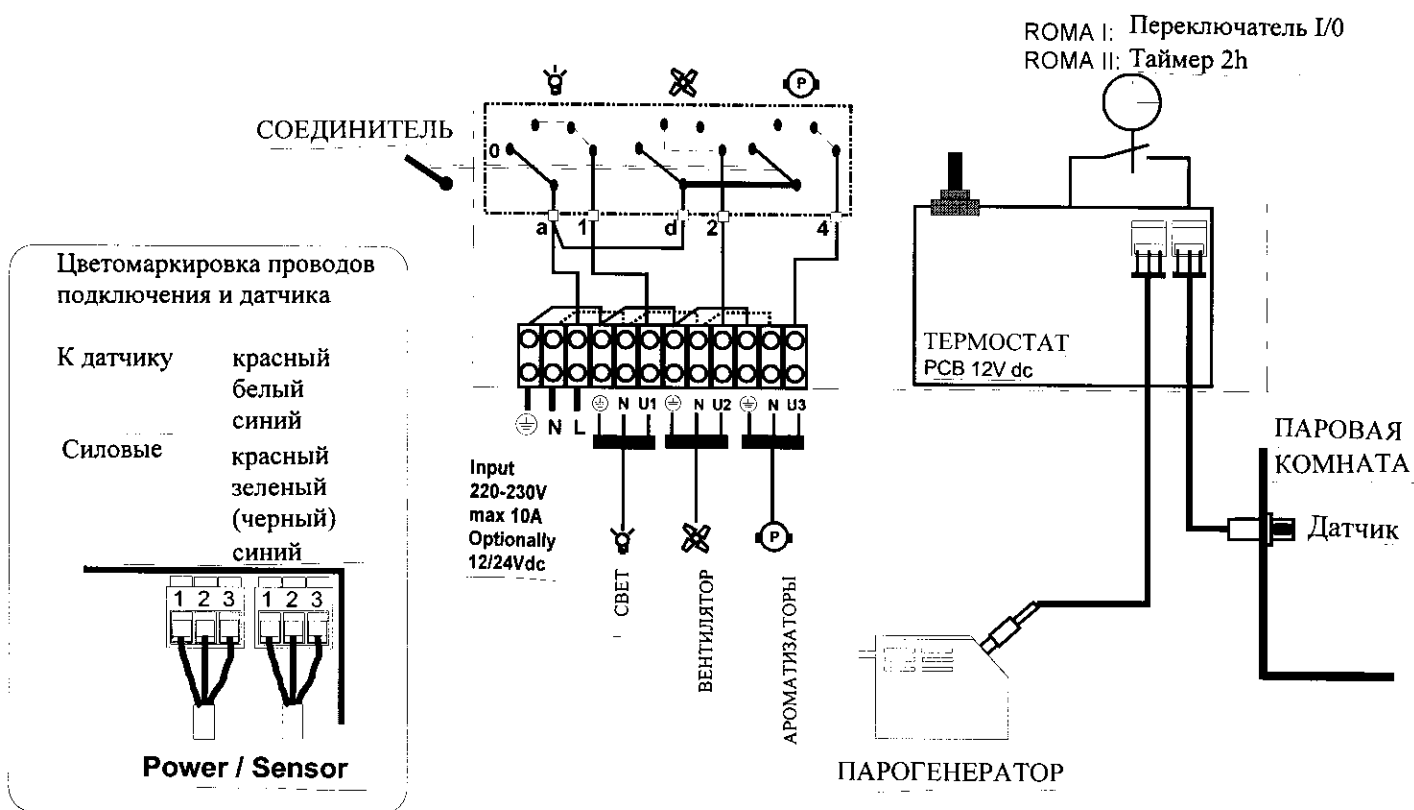 ROMA I: Переключатель I/0
ROMA II: Таймер 2h
СОЕДИНИТЕЛЬ
P
0
a 1 d 2 4
Цветомаркировка проводов
подключения и датчика
К датчику красный
белый
синий
Силовые красный
зеленый
(черный)
синий
1 2 3 1 2 3
Power / Sensor
N L N U1 N U2 N U3
Input
220-230V
max 10A
Optionally
12/24Vdc
P
СВЕТ
ВЕНТИЛЯТОР
АРОМАТИЗАТОРЫ
ТЕРМОСТАТ
PCB 12V dc
ПАРОВАЯ
КОМНАТА
Датчик
ПАРОГЕНЕРАТОР